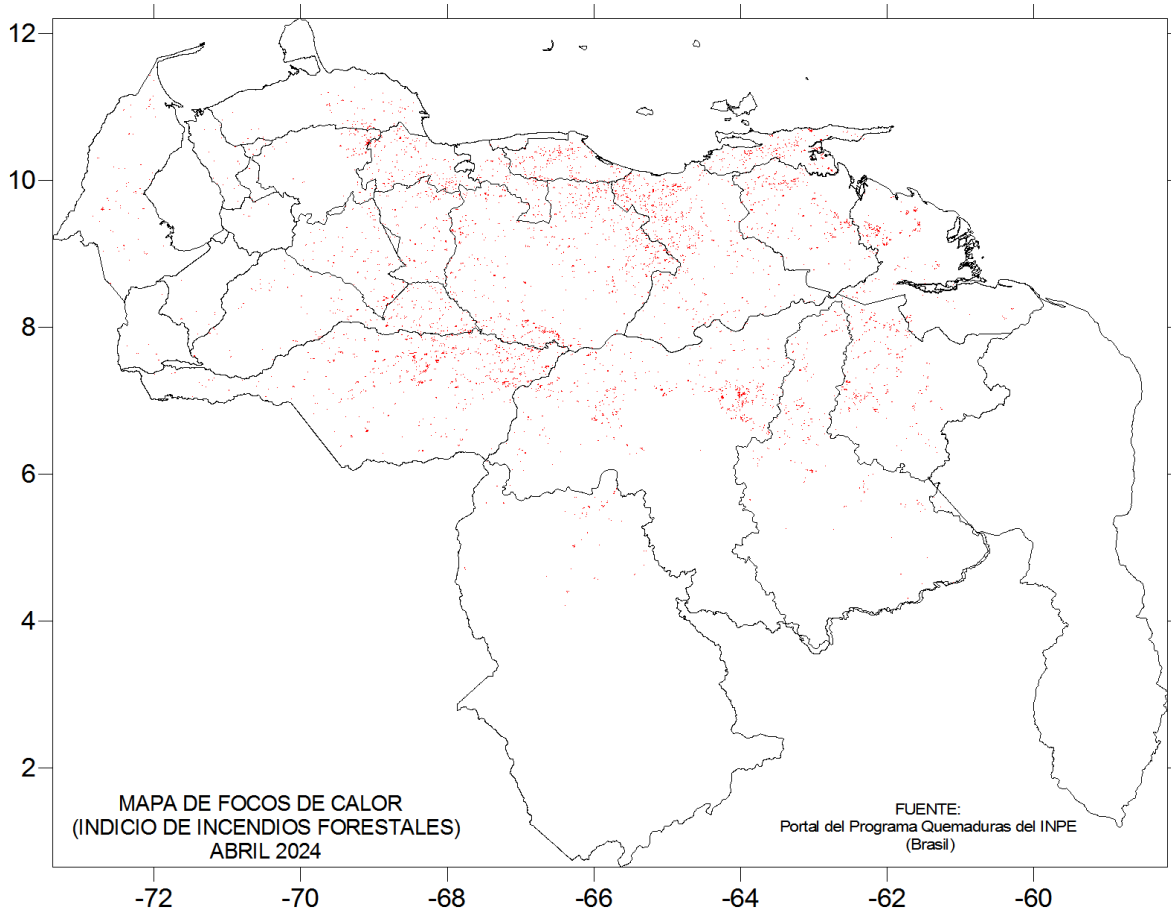 12
10
8
6
4
2
MAPA DE FOCOS DE CALOR
(INDICIO DE INCENDIOS FORESTALES)
ABRIL 2024
FUENTE:
Portal del Programa Quemaduras del INPE
(Brasil)
-72
-70
-68
-66
-64
-62
-60